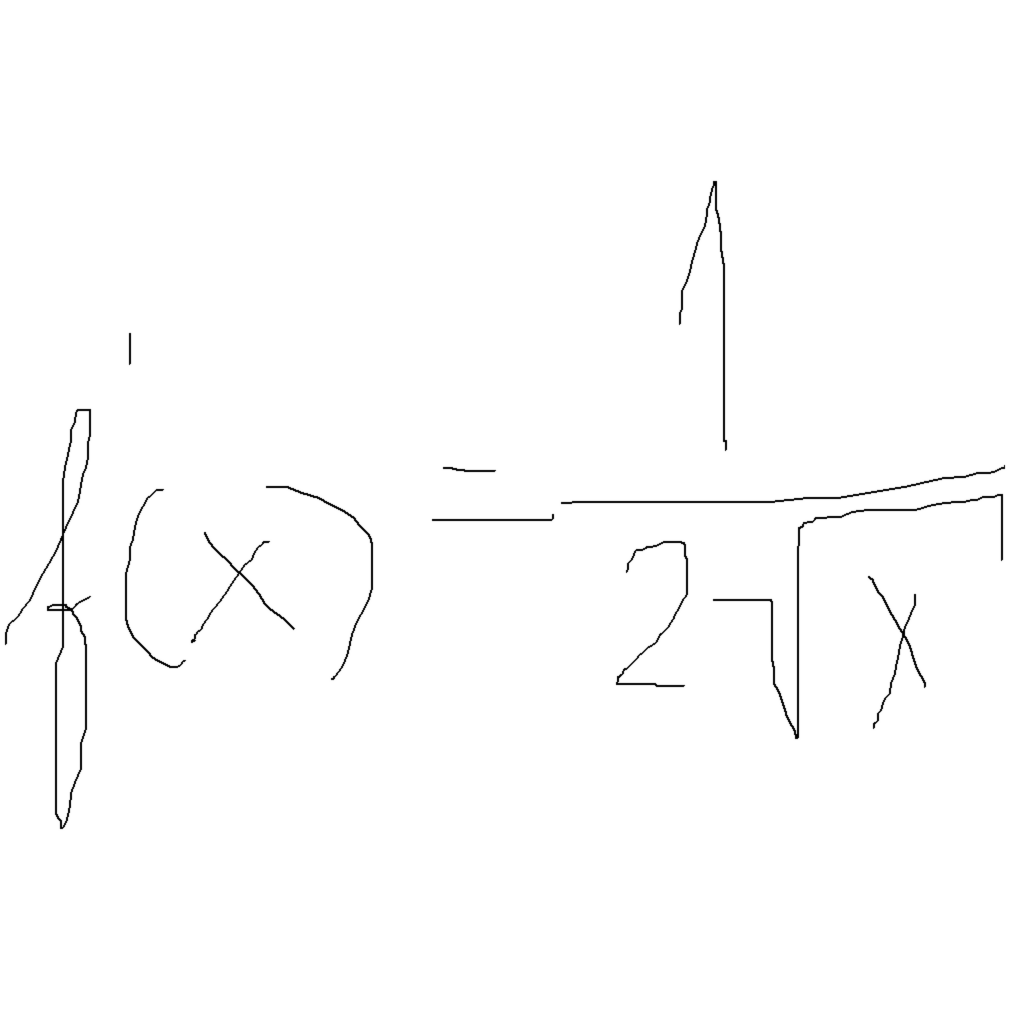 f'(x) = 1/(2√x)